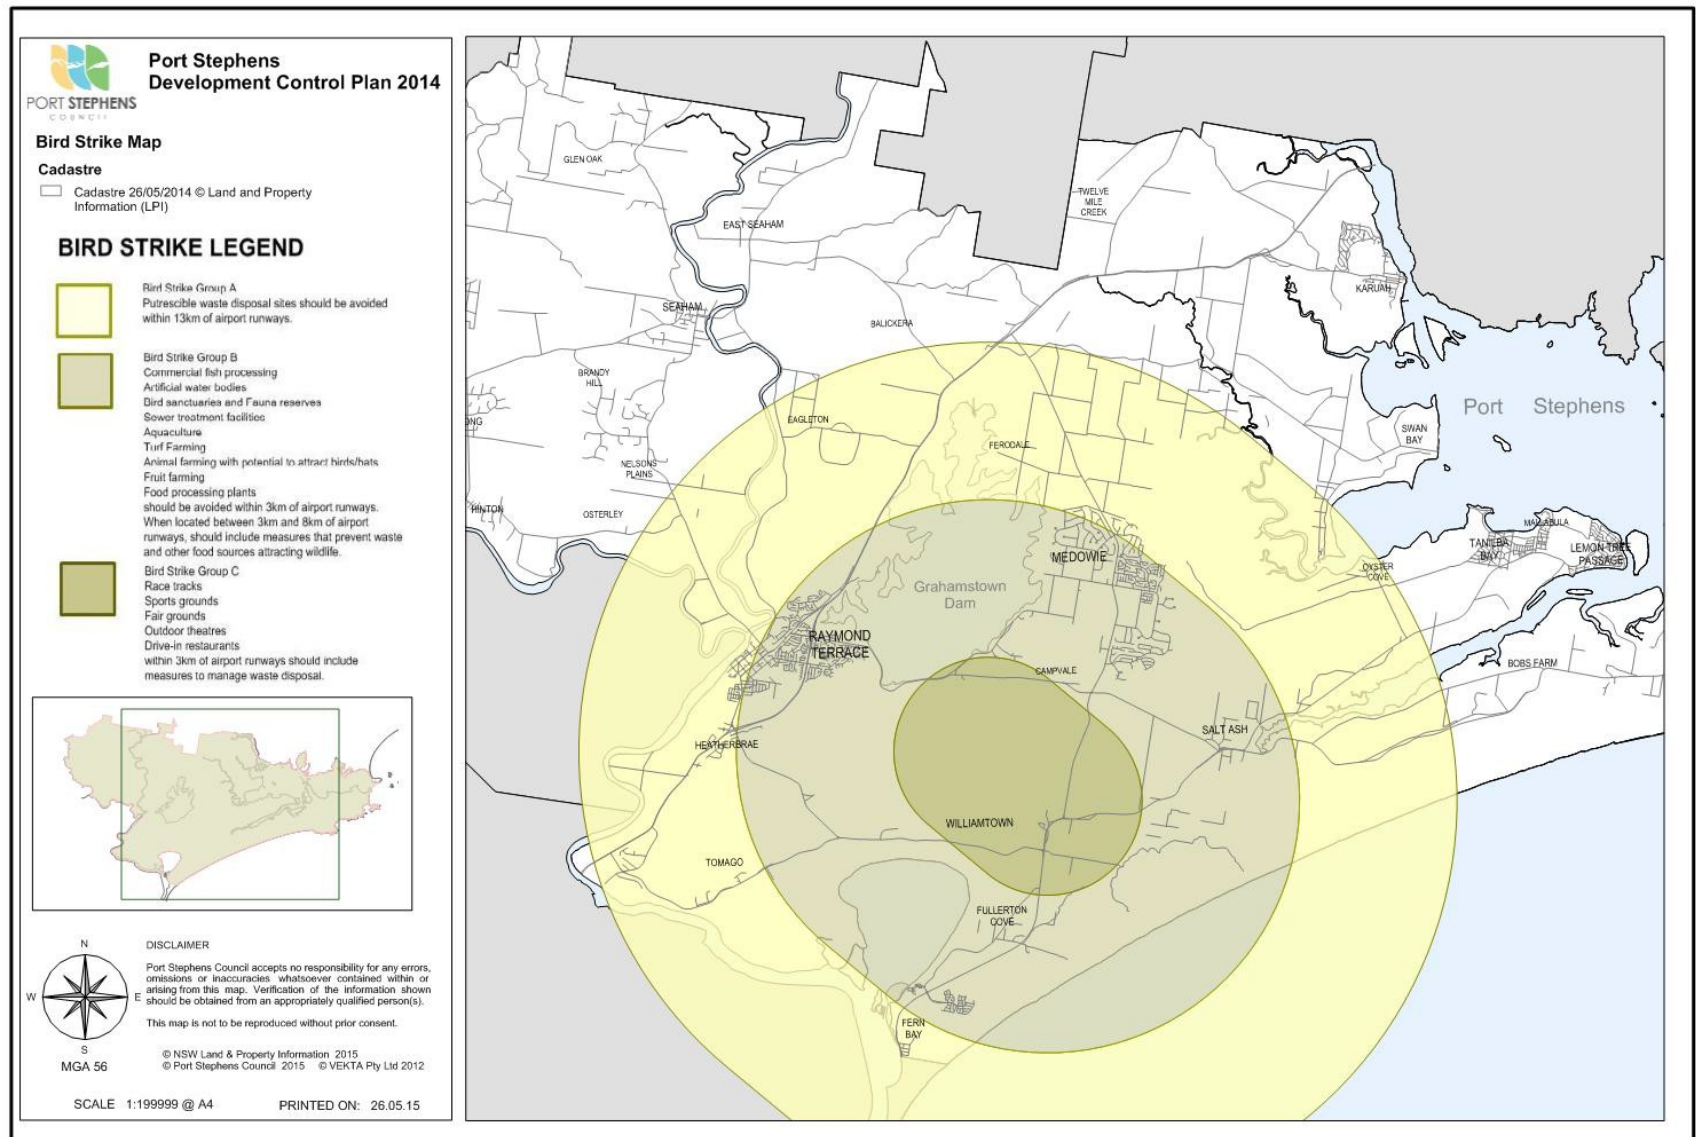 PORT STEPHENS
COUNCIL
Port Stephens
Development Control Plan 2014
Bird Strike Map
Cadastre
Cadastre 26/05/2014 © Land and Property
Information (LPI)
BIRD STRIKE LEGEND
Bird Strike Group A
Putrescible waste disposal sites should be avoided
within 13km of airport runways.
Bird Strike Group B
Commercial fish processing
Artificial water bodies
Bird sanctuaries and Fauna reserves
Sewer treatment facilities
Aquaculture
Turf Farming
Animal farming with potential to attract birds/bats
Fruit farming
Food processing plants
should be avoided within 3km of airport runways.
When located between 3km and 8km of airport
runways, should include measures that prevent waste
and other food sources attracting wildlife.
Bird Strike Group C
Race tracks
Sports grounds
Fair grounds
Outdoor theatres
Drive-in restaurants
within 3km of airport runways should include
measures to manage waste disposal.
N
W
E
S
MGA 56
DISCLAIMER
Port Stephens Council accepts no responsibility for any errors,
omissions or inaccuracies whatsoever contained within or
arising from this map. Verification of the information shown
should be obtained from an appropriately qualified person(s).
This map is not to be reproduced without prior consent.
© NSW Land & Property Information 2015
© Port Stephens Council 2015 © VEKTA Pty Ltd 2012
SCALE 1:199999 @ A4
PRINTED ON: 26.05.15
GLEN OAK
TWELVE
MILE
CREEK
EAST SEAHAM
KARUAH
SEAHAM
BALICKERA
BRANDY
HILL
Port Stephens
ONG
EAGLETON
SWAN
BAY
FERODALE
NELSONS
PLAINS
HINTON
OSTERLEY
MALLABULA
TANILBA
BAY
LEMON TREE
PASSAGE
MEDOWIE
OYSTER
COVE
Grahamstown
Dam
RAYMOND
TERRACE
CAMPVALE
BOBS FARM
SALT ASH
HEATHERBRAE
WILLIAMTOWN
TOMAGO
FULLERTON
COVE
FERN
BAY